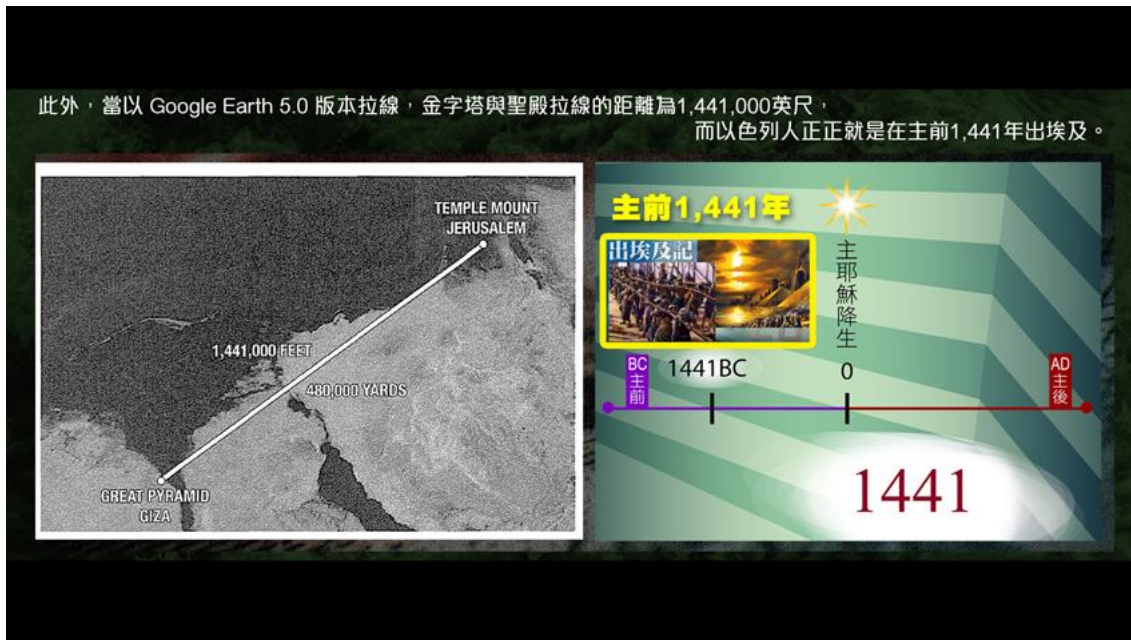 此外，當以 Google Earth 5.0 版本拉線，金字塔與聖殿拉線的距離為1,441,000英尺，
而以色列人正正就是在主前1,441年出埃及。
TEMPLE MOUNT
JERUSALEM
1,441,000 FEET
480,000 YARDS
GREAT PYRAMID
GIZA
主前1,441年
出埃及記
主耶穌降生
BC主前
1441BC
0
AD主後
1441